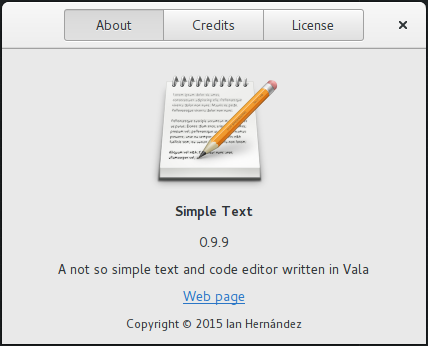 About Credits License
Simple Text
0.9.9
A not so simple text and code editor written in Vala
Web page
Copyright © 2015 Ian Hernández